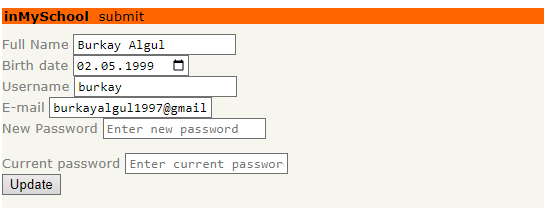 inMySchool submit
Full Name Burkay Algul
Birth date 02.05.1999
Username burkay
E-mail burkayalgul1997@gmail
New Password Enter new password
Current password Enter current passwor
Update